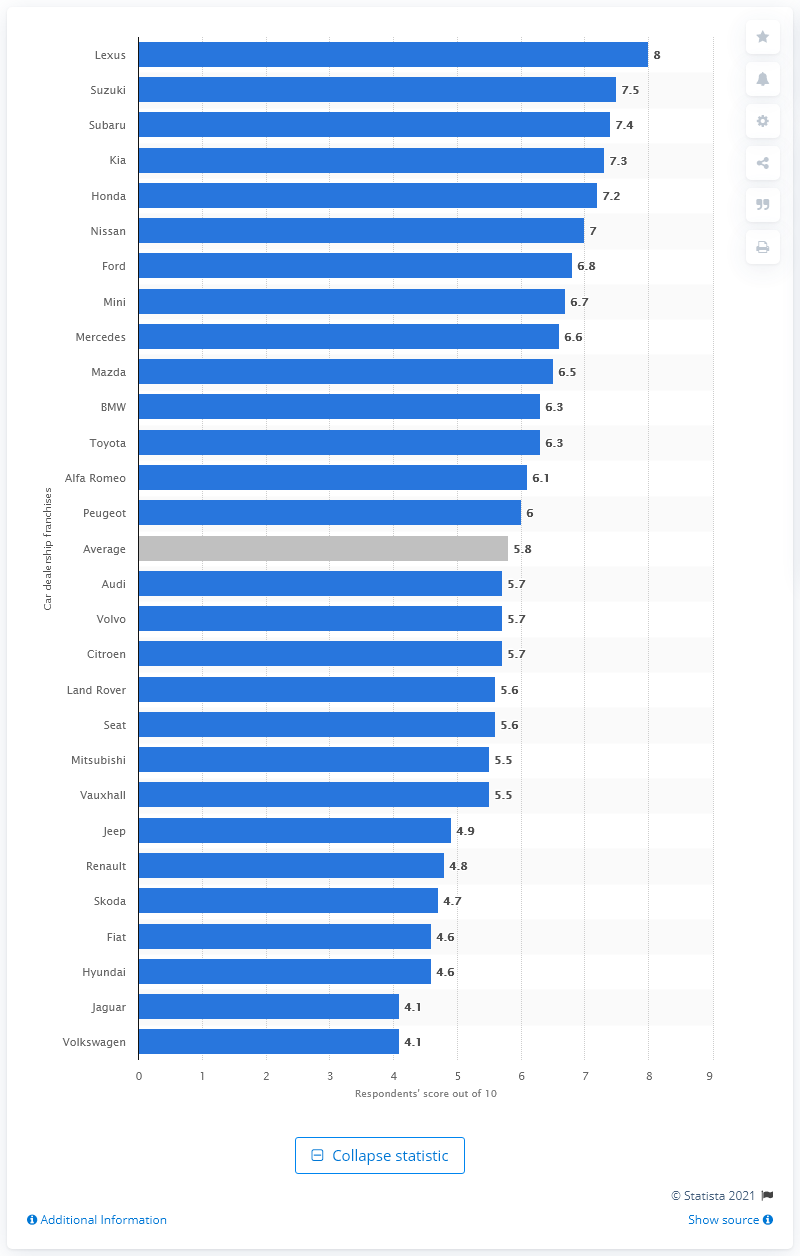 Lexus 8
Suzuki 7.5
Subaru 7.4
Kia 7.3
Honda 7.2
Nissan 7
Ford 6.8
Mini 6.7
Mercedes 6.6
Mazda 6.5
BMW 6.3
Toyota 6.3
Alfa Romeo 6.1
Peugeot 6
Average 5.8
Audi 5.7
Volvo 5.7
Citroen 5.7
Land Rover 5.6
Seat 5.6
Mitsubishi 5.5
Vauxhall 5.5
Jeep 4.9
Renault 4.8
Skoda 4.7
Fiat 4.6
Hyundai 4.6
Jaguar 4.1
Volkswagen 4.1
Car dealership franchises
0 1 2 3 4 5 6 7 8 9
Respondents' score out of 10
Collapse statistic
© Statista 2021
Additional Information
Show source